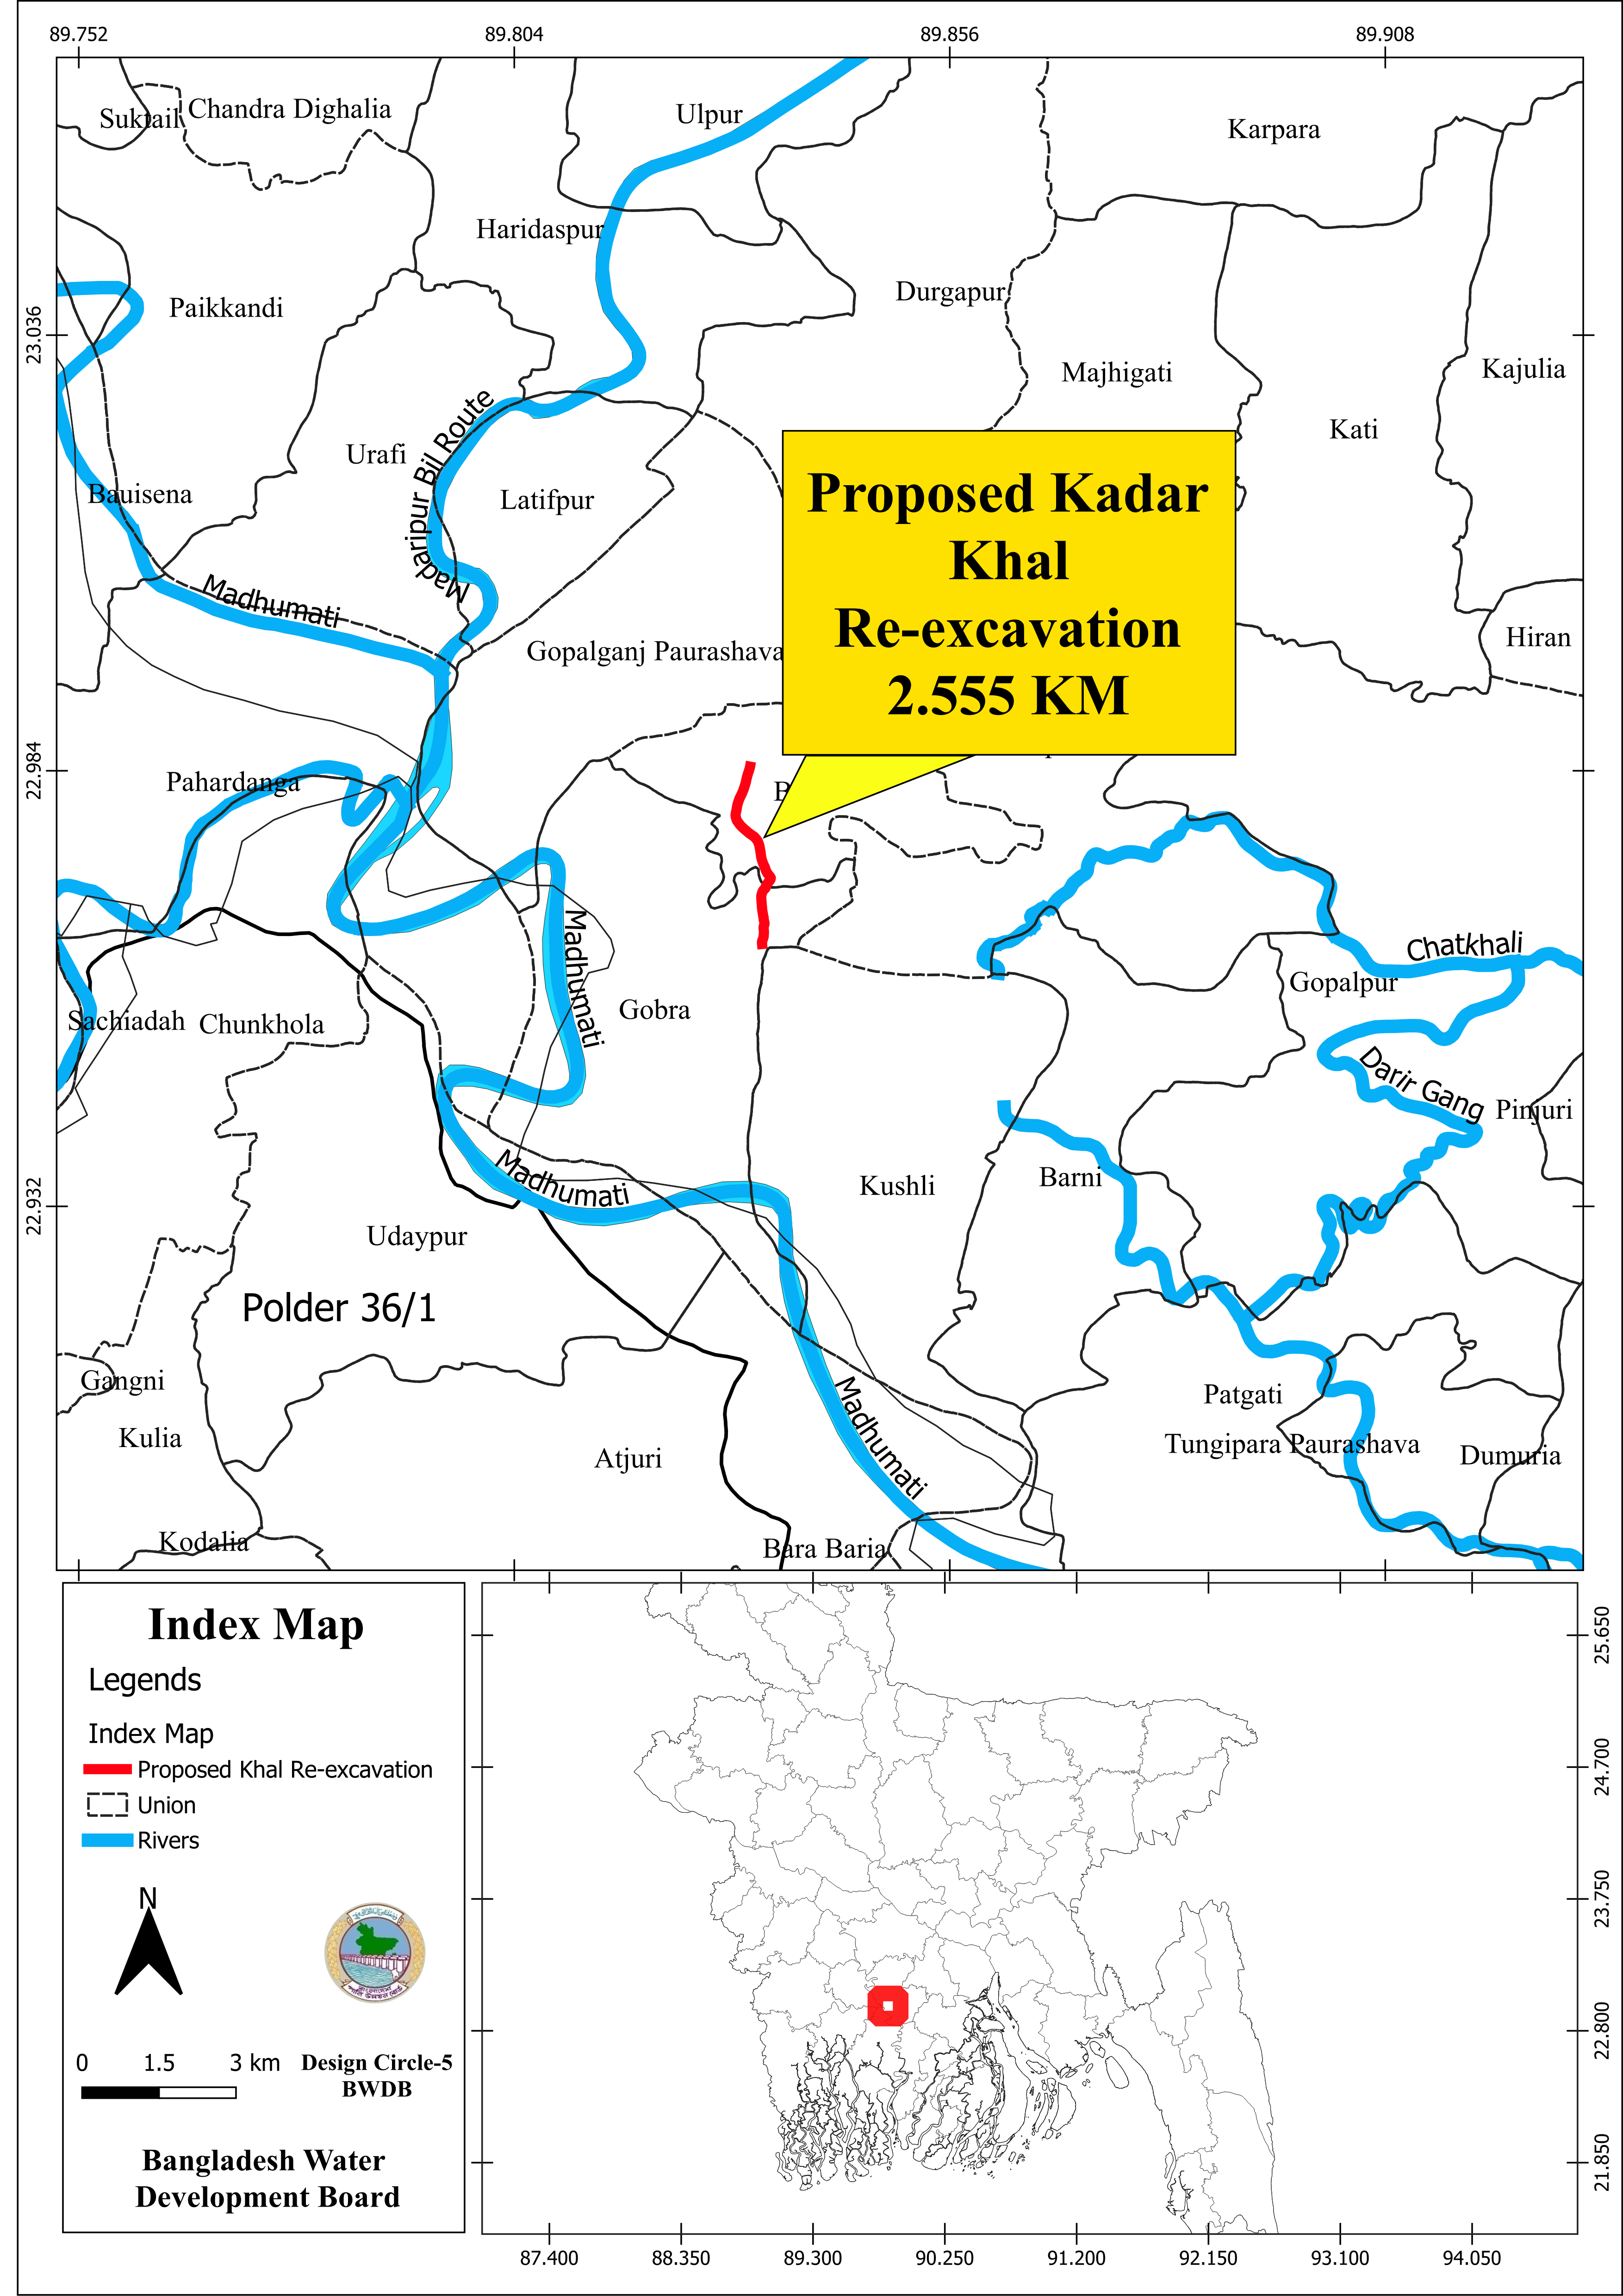 89.752
89.804
89.856
89.908
Suktail
Chandra Dighalia
Ulpur
Karpara
Haridaspur
Paikkandi
Durgapur
23.036
Majhigati
Kajulia
Madaripur Bil Route
Urafi
Kati
Bauisena
Latifpur
Proposed Kadar
Khal
Re-excavation
2.555 KM
Madhumati
Gopalganj Paurashava
Hiran
22.984
Pahardanga
B
Madhumati
Chatkhali
Gopalpur
Sachiadah
Chunkhola
Gobra
Darir Gang
Pinjuri
22.932
Madhumati
Kushli
Barni
Udaypur
Polder 36/1
Gangni
Madhumati
Patgati
Kulia
Tungipara Paurashava
Dumuria
Atjuri
Kodalia
Bara Baria
Index Map
Legends
Index Map
Proposed Khal Re-excavation
Union
Rivers
N
0 1.5 3 km
Design Circle-5
BWDB
Bangladesh Water
Development Board
25.650
24.700
23.750
22.800
21.850
87.400
88.350
89.300
90.250
91.200
92.150
93.100
94.050